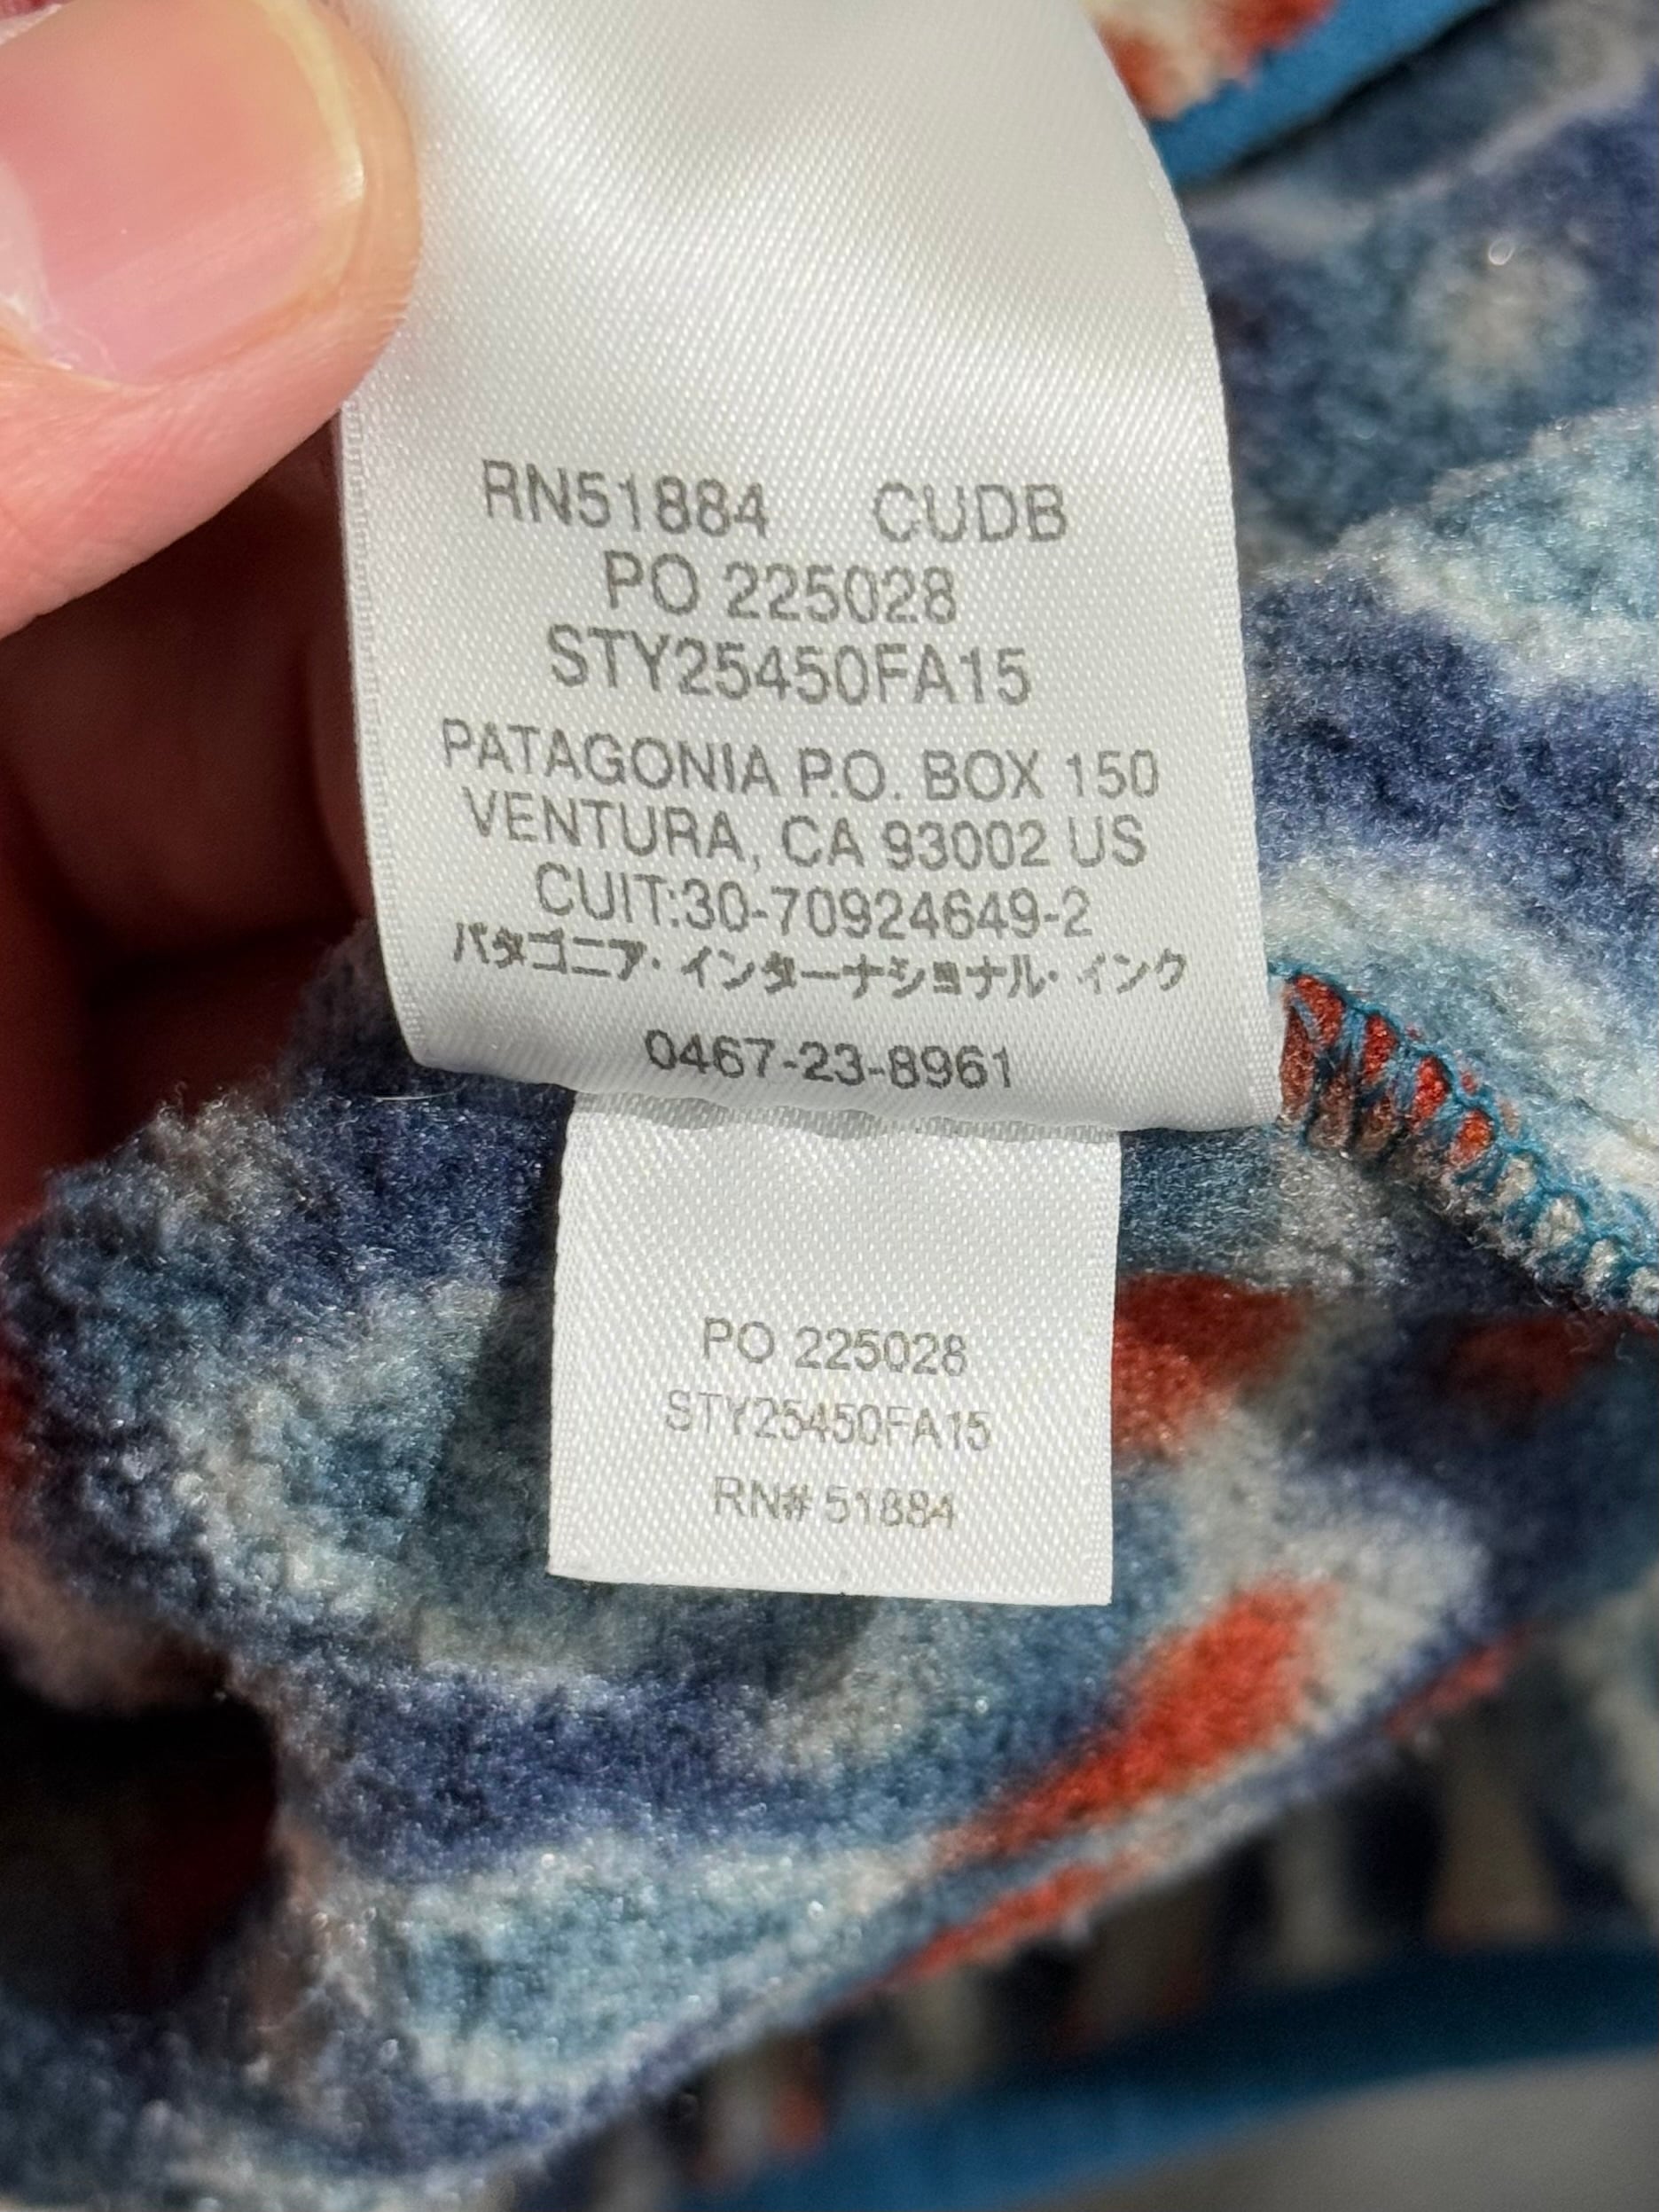 RN51884 CUDB
PO 225028
STY25450FA15
PATAGONIA P.O. BOX 150
VENTURA, CA 93002 US
CUIT:30-70924649-2
パタゴニア・インターナショナル・インク
0467-23-8961
PO 225028
STY25450FA15
RN# 51884